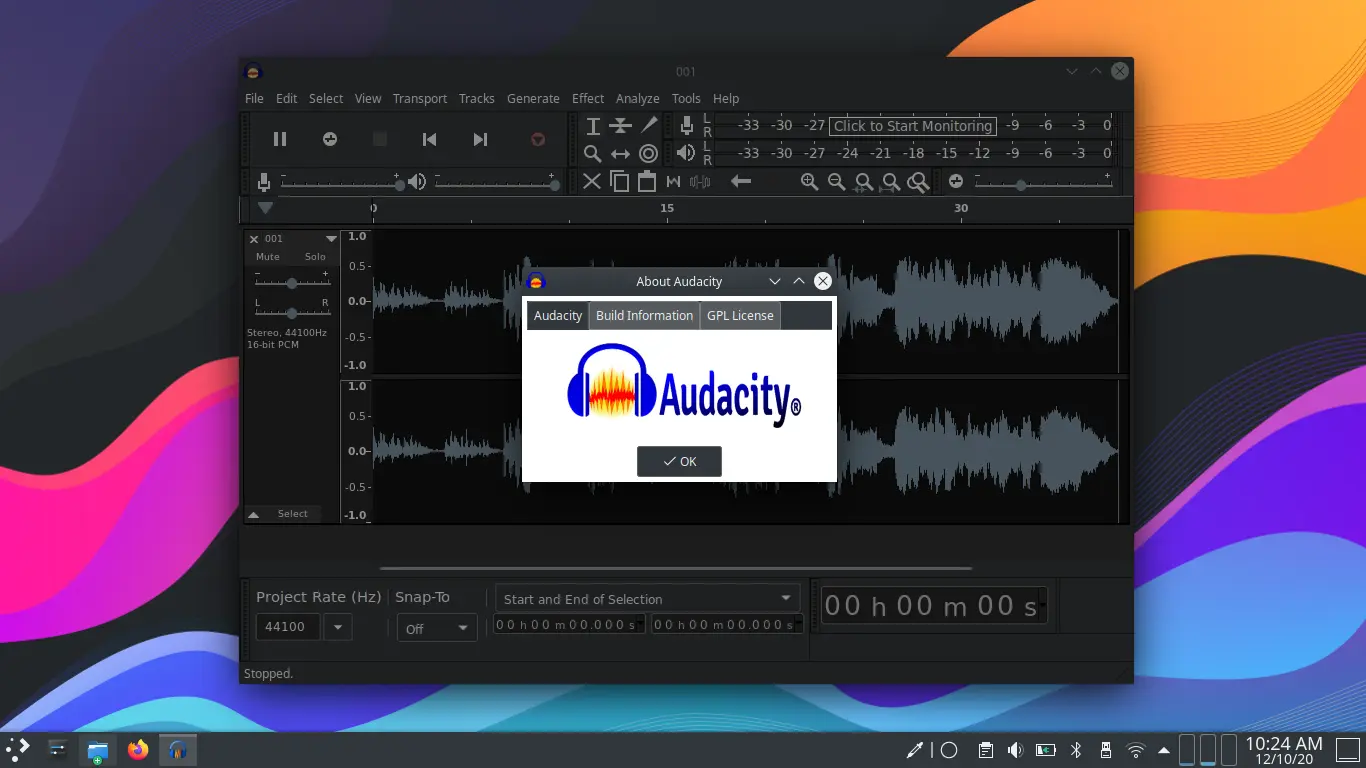 001
File Edit Select View Transport Tracks Generate Effect Analyze Tools Help
L
R
-33 -30 -27 Click to Start Monitoring -9 -6 -3 0
L
R
-33 -30 -27 -24 -21 -18 -15 -12 -9 -6 -3 0
- + - +
- +
0 15 30
001
Mute Solo
- +
L R
Stereo, 44100Hz
16-bit PCM
Select
1.0
0.5
0.0
-0.5
-1.0
1.0
0.5
0.0
-0.5
-1.0
About Audacity
Audacity Build Information GPL License
Audacity®
OK
Project Rate (Hz) Snap-To
44100 Off
Start and End of Selection
00 h 00 m 00.000 s 00 h 00 m 00.000 s
00 h 00 m 00 s
Stopped.
10:24 AM
12/10/20